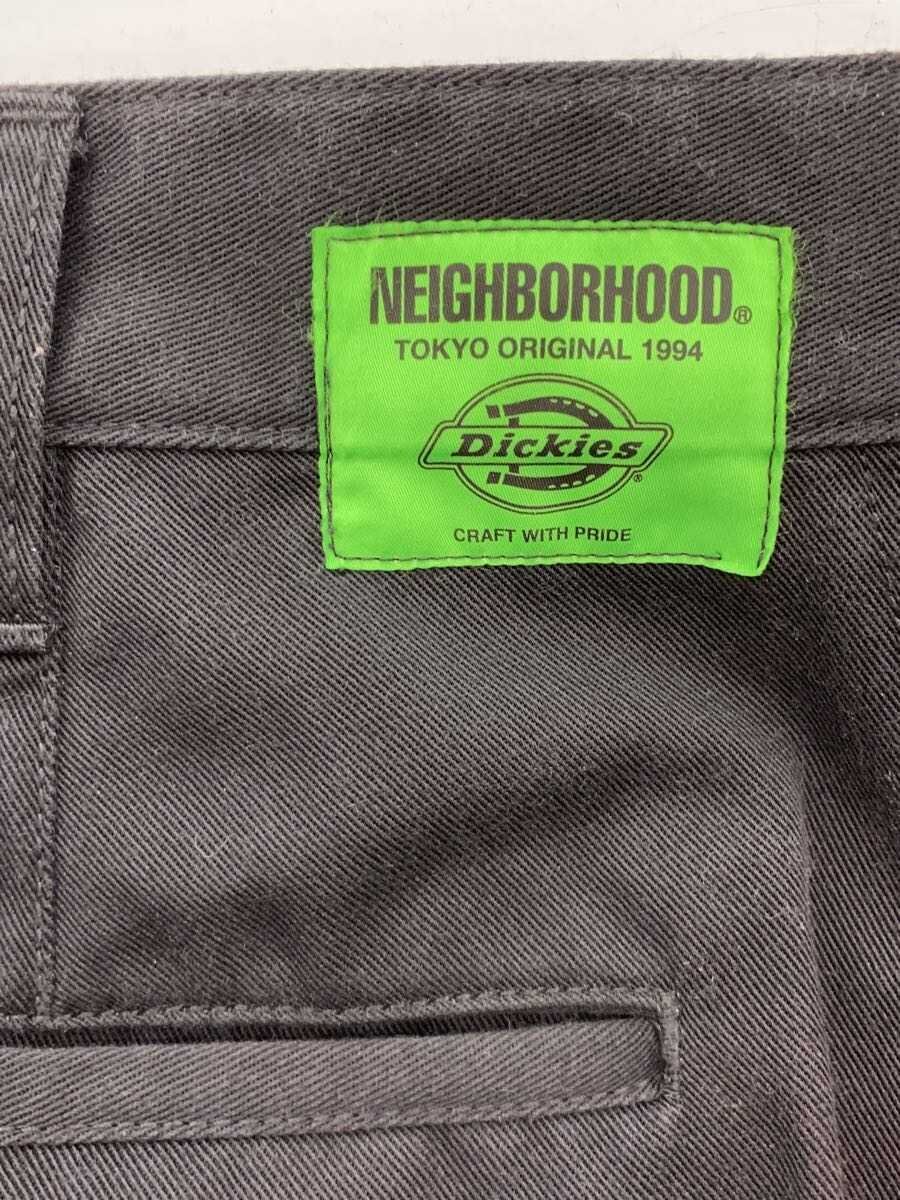 NEIGHBORHOOD®
TOKYO ORIGINAL 1994
Dickies®
CRAFT WITH PRIDE